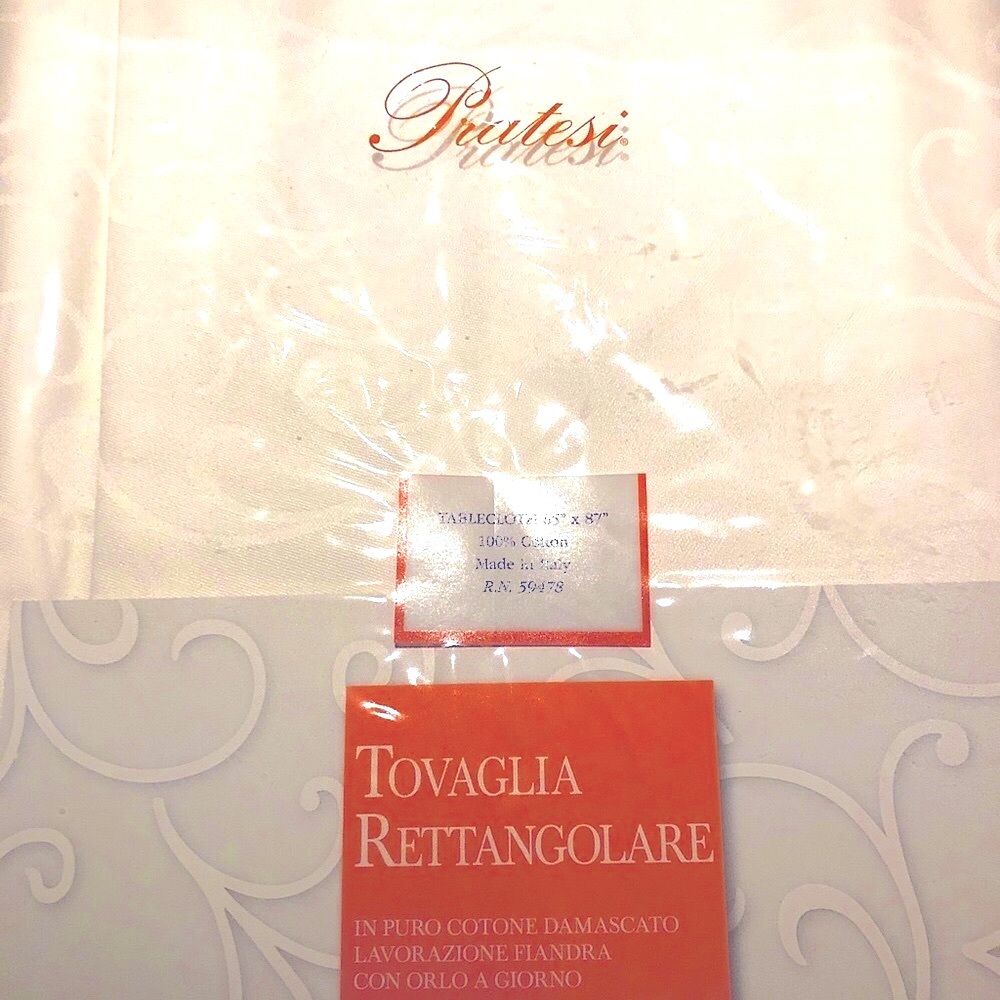 Pratesi®
TABLECLOTH 65" x 87"
100% Cotton
Made in Italy
R.N. 59478
TOVAGLIA
RETTANGOLARE
IN PURO COTONE DAMASCATO
LAVORAZIONE FIANDRA
CON ORLO A GIORNO